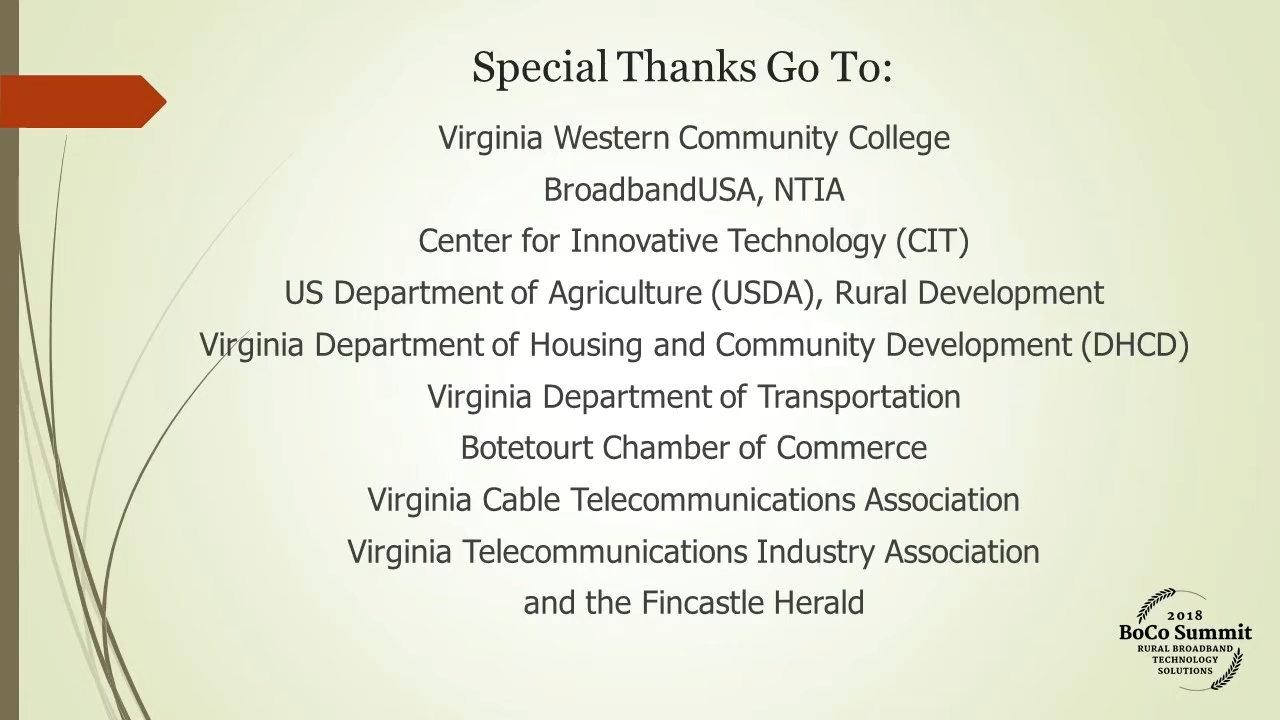 Special Thanks Go To:
Virginia Western Community College
BroadbandUSA, NTIA
Center for Innovative Technology (CIT)
US Department of Agriculture (USDA), Rural Development
Virginia Department of Housing and Community Development (DHCD)
Virginia Department of Transportation
Botetourt Chamber of Commerce
Virginia Cable Telecommunications Association
Virginia Telecommunications Industry Association
and the Fincastle Herald
2018
BoCo Summit
RURAL BROADBAND
TECHNOLOGY
SOLUTIONS